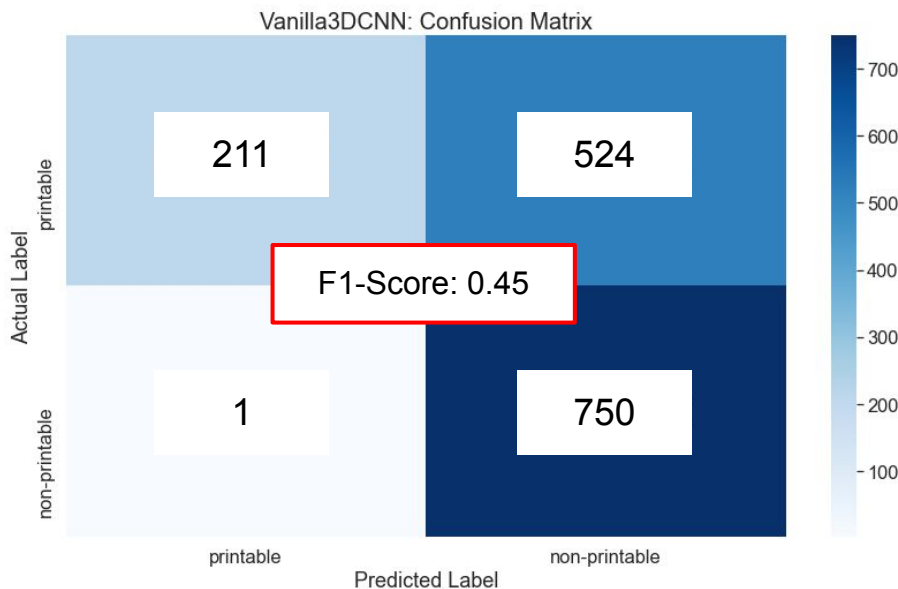 Vanilla3DCNN: Confusion Matrix
700
600
500
400
300
200
100
Actual Label
printable
non-printable
211
524
F1-Score: 0.45
1
750
printable
non-printable
Predicted Label